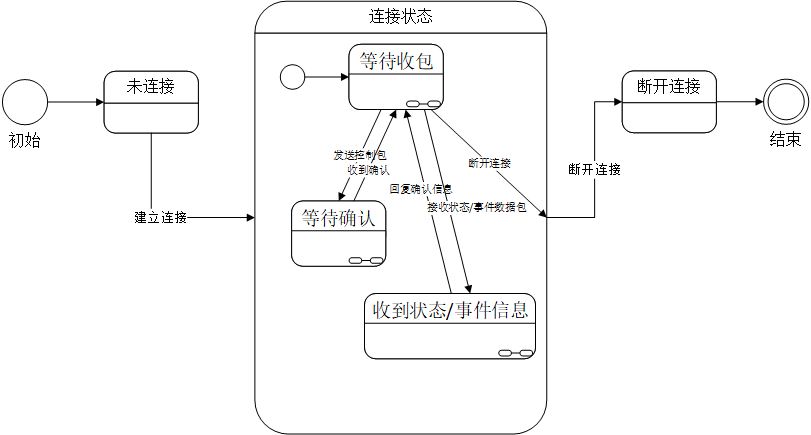 连接状态
初始
未连接
建立连接
等待收包
发送控制包
收到确认
断开连接
回复确认信息
接收状态/事件数据包
等待确认
收到状态/事件信息
断开连接
断开连接
结束